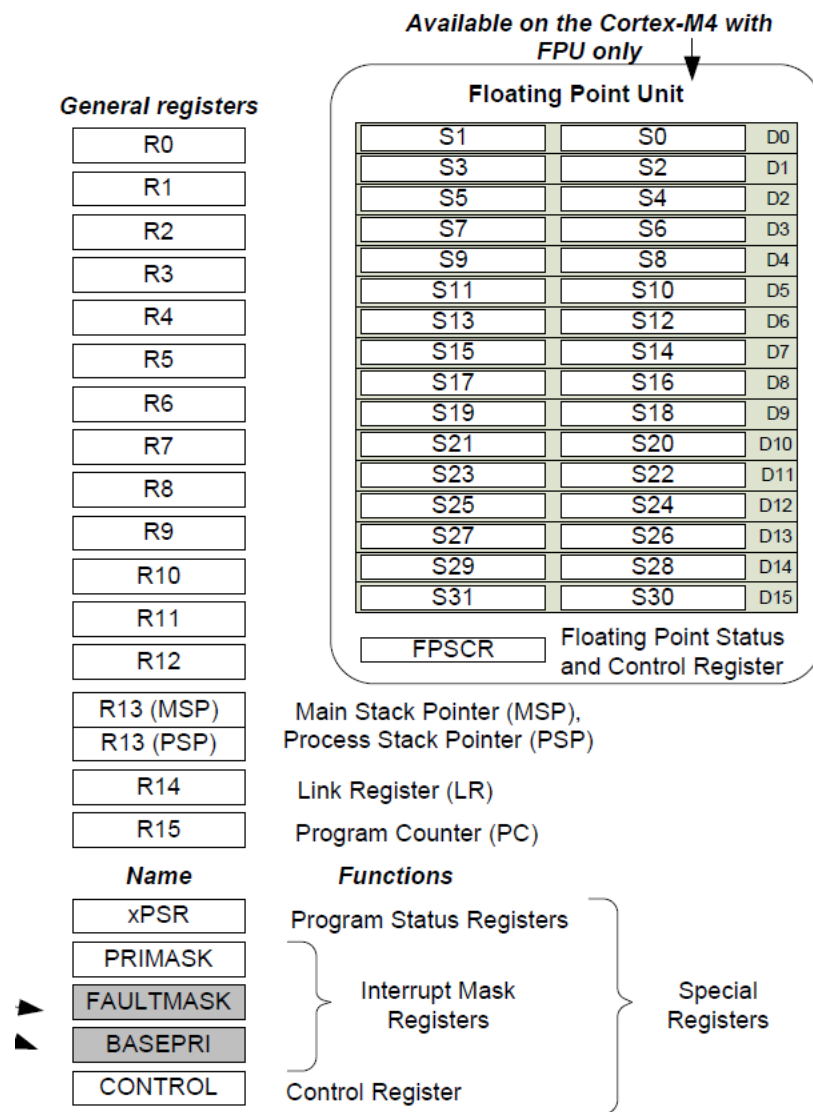 Available on the Cortex-M4 with
FPU only
General registers
R0
R1
R2
R3
R4
R5
R6
R7
R8
R9
R10
R11
R12
R13 (MSP)
R13 (PSP)
Main Stack Pointer (MSP),
Process Stack Pointer (PSP)
R14
Link Register (LR)
R15
Program Counter (PC)
Floating Point Unit
S1 S0 D0
S3 S2 D1
S5 S4 D2
S7 S6 D3
S9 S8 D4
S11 S10 D5
S13 S12 D6
S15 S14 D7
S17 S16 D8
S19 S18 D9
S21 S20 D10
S23 S22 D11
S25 S24 D12
S27 S26 D13
S29 S28 D14
S31 S30 D15
FPSCR
Floating Point Status
and Control Register
Name Functions
xPSR Program Status Registers
PRIMASK
FAULTMASK
BASEPRI
Interrupt Mask
Registers
CONTROL Control Register
Special
Registers